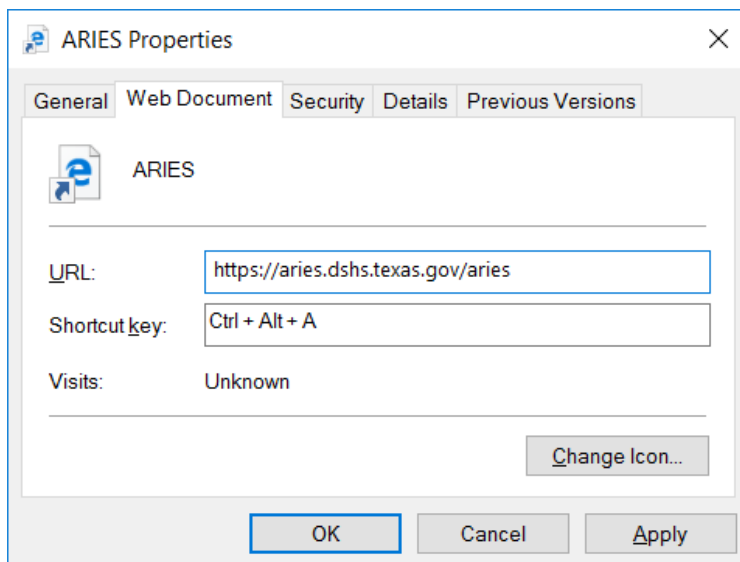 ARIES Properties
General Web Document Security Details Previous Versions
ARIES
URL: https://aries.dshs.texas.gov/aries
Shortcut key: Ctrl + Alt + A
Visits: Unknown
Change Icon...
OK Cancel Apply